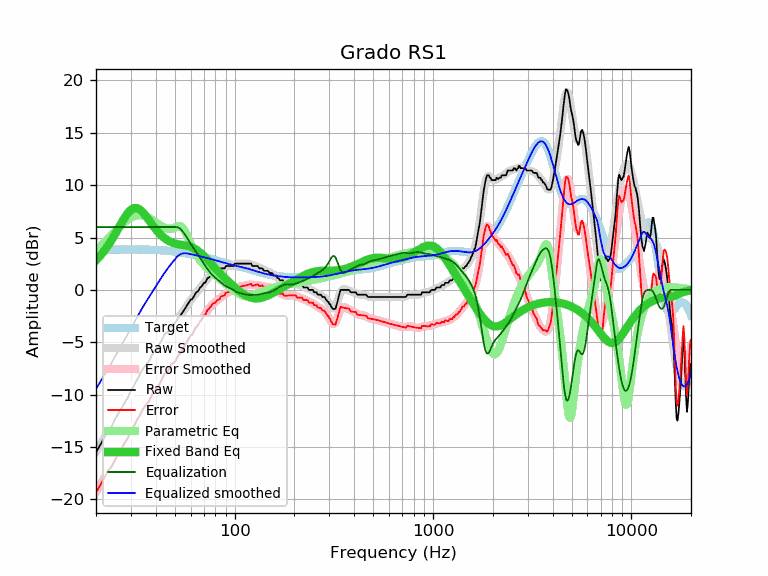 Grado RS1
20
15
10
5
0
−5
−10
−15
−20
Amplitude (dBr)
Target
Raw Smoothed
Error Smoothed
Raw
Error
Parametric Eq
Fixed Band Eq
Equalization
Equalized smoothed
100 1000 10000
Frequency (Hz)